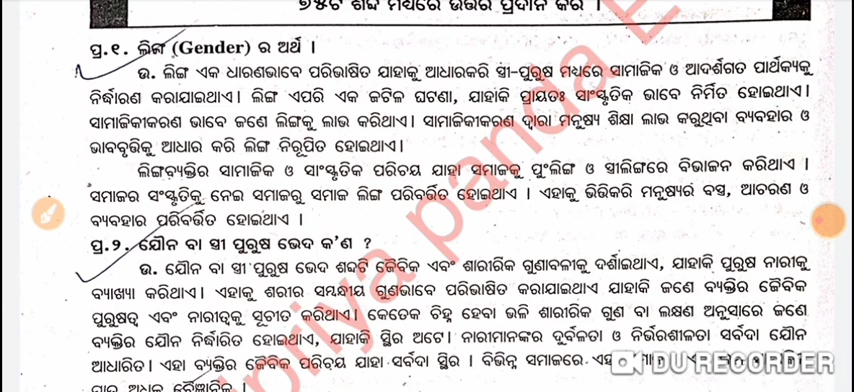 ୭୫ଟି ଶବ୍ଦ ମଧ୍ୟରେ ଉତ୍ତର ପ୍ରଦାନ କର ।
ପ୍ର.୧. ଲିଙ୍ଗ (Gender) ର ଅର୍ଥ ।
ଉ. ଲିଙ୍ଗ ଏକ ଧାରଣଭାବେ ପରିଭାଷିତ ଯାହାକୁ ଆଧାରକରି ସ୍ତ୍ରୀ-ପୁରୁଷ ମଧ୍ୟରେ ସାମାଜିକ ଓ ଆଦର୍ଶଗତ ପାର୍ଥକ୍ୟକୁ
ନିର୍ଦ୍ଧାରଣ କରାଯାଇଥାଏ। ଲିଙ୍ଗ ଏପରି ଏକ ଜଟିଳ ଘଟଣା, ଯାହାକି ପ୍ରାୟତଃ ସାଂସ୍କୃତିକ ଭାବେ ନିର୍ମିତ ହୋଇଥାଏ।
ସାମାଜିକୀକରଣ ଭାବେ ଜଣେ ଲିଙ୍ଗକୁ ଲାଭ କରିଥାଏ। ସାମାଜିକୀକରଣ ଦ୍ୱାରା ମନୁଷ୍ୟ ଶିକ୍ଷା ଲାଭ କରୁଥିବା ବ୍ୟବହାର ଓ
ଭାବବୃତ୍ତିକୁ ଆଧାର କରି ଲିଙ୍ଗ ନିରୂପିତ ହୋଇଥାଏ।
ଲିଙ୍ଗବ୍ୟକ୍ତିର ସାମାଜିକ ଓ ସାଂସ୍କୃତିକ ପରିଚୟ ଯାହା ସମାଜକୁ ପୁଂଲିଙ୍ଗ ଓ ସ୍ତ୍ରୀଲିଙ୍ଗରେ ବିଭାଜନ କରିଥାଏ ।
ସମାଜର ସଂସ୍କୃତିକୁ ନେଇ ସମାଜରୁ ସମାଜ ଲିଙ୍ଗ ପରିବର୍ତ୍ତିତ ହୋଇଥାଏ । ଏହାକୁ ଭିତ୍ତିକରି ମନୁଷ୍ୟର ବସ୍ତ୍ର, ଆଚରଣ ଓ
ବ୍ୟବହାର ପରିବର୍ତ୍ତିତ ହୋଇଥାଏ ।
ପ୍ର.୨. ଯୌନ ବା ସ୍ତ୍ରୀ ପୁରୁଷ ଭେଦ କ'ଣ ?
ଉ. ଯୌନ ବା ସ୍ତ୍ରୀ ପୁରୁଷ ଭେଦ ଶବ୍ଦଟି ଜୈବିକ ଏବଂ ଶାରୀରିକ ଗୁଣାବଳୀକୁ ଦର୍ଶାଇଥାଏ, ଯାହାକି ପୁରୁଷ ନାରୀକୁ
ବ୍ୟାଖ୍ୟା କରିଥାଏ। ଏହାକୁ ଶରୀର ସମ୍ବନ୍ଧୀୟ ଗୁଣଭାବେ ପରିଭାଷିତ କରାଯାଇଥାଏ ଯାହାକି ଜଣେ ବ୍ୟକ୍ତିର ଜୈବିକ
ପୁରୁଷତ୍ୱ ଏବଂ ନାରୀତ୍ୱକୁ ସୂଚୀତ କରିଥାଏ। କେତେକ ଚିହ୍ନ ହେବା ଭଳି ଶାରୀରିକ ଗୁଣ ବା ଲକ୍ଷଣ ଅନୁସାରେ ଜଣେ
ବ୍ୟକ୍ତିର ଯୌନ ନିର୍ଦ୍ଧାରିତ ହୋଇଥାଏ, ଯାହାକି ସ୍ଥିର ଅଟେ। ନାରୀମାନଙ୍କର ଦୁର୍ବଳତା ଓ ନିର୍ଭରଶୀଳତା ସର୍ବଦା ଯୌନ
ଆଧାରିତ। ଏହା ବ୍ୟକ୍ତିର ଜୈବିକ ପରିଚୟ ଯାହା ସର୍ବଦା ସ୍ଥିର । ବିଭିନ୍ନ ସମାଜରେ
DU RECORDER
priya panda